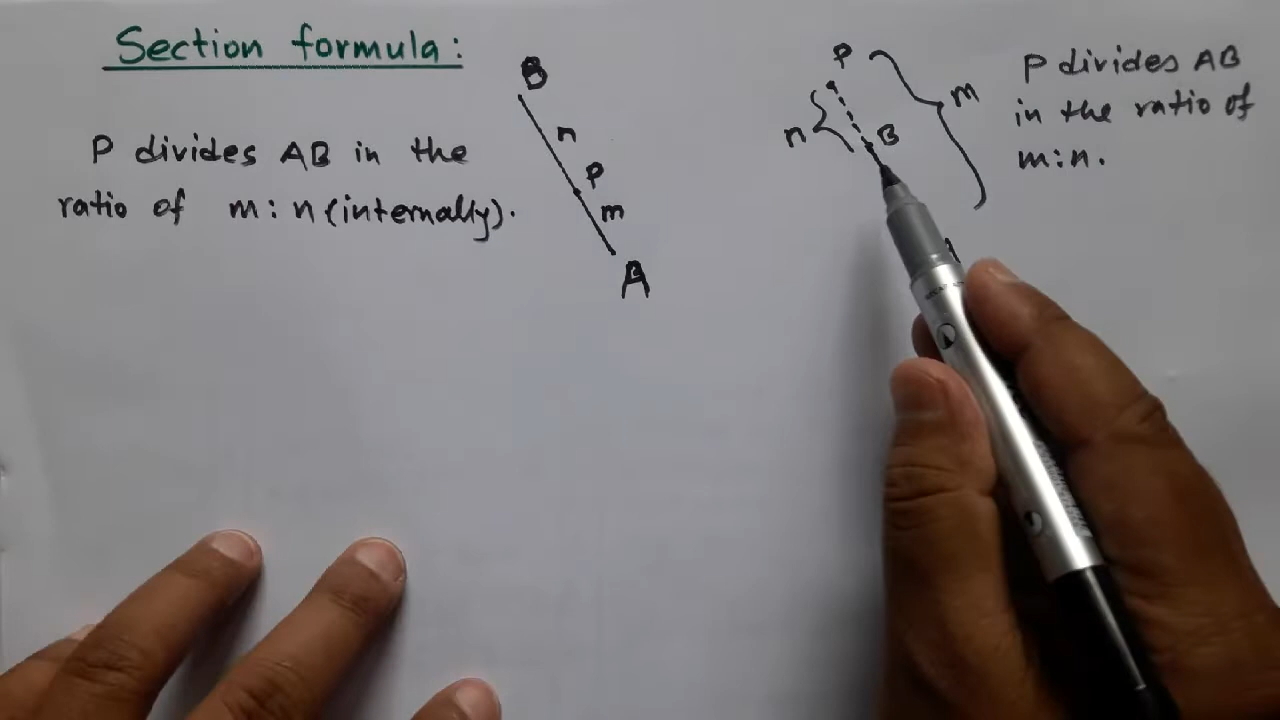 Section formula:
P divides AB in the
ratio of m:n (internally).
B
n
P
m
A
P
n
B
m
P divides AB
in the ratio of
m:n.